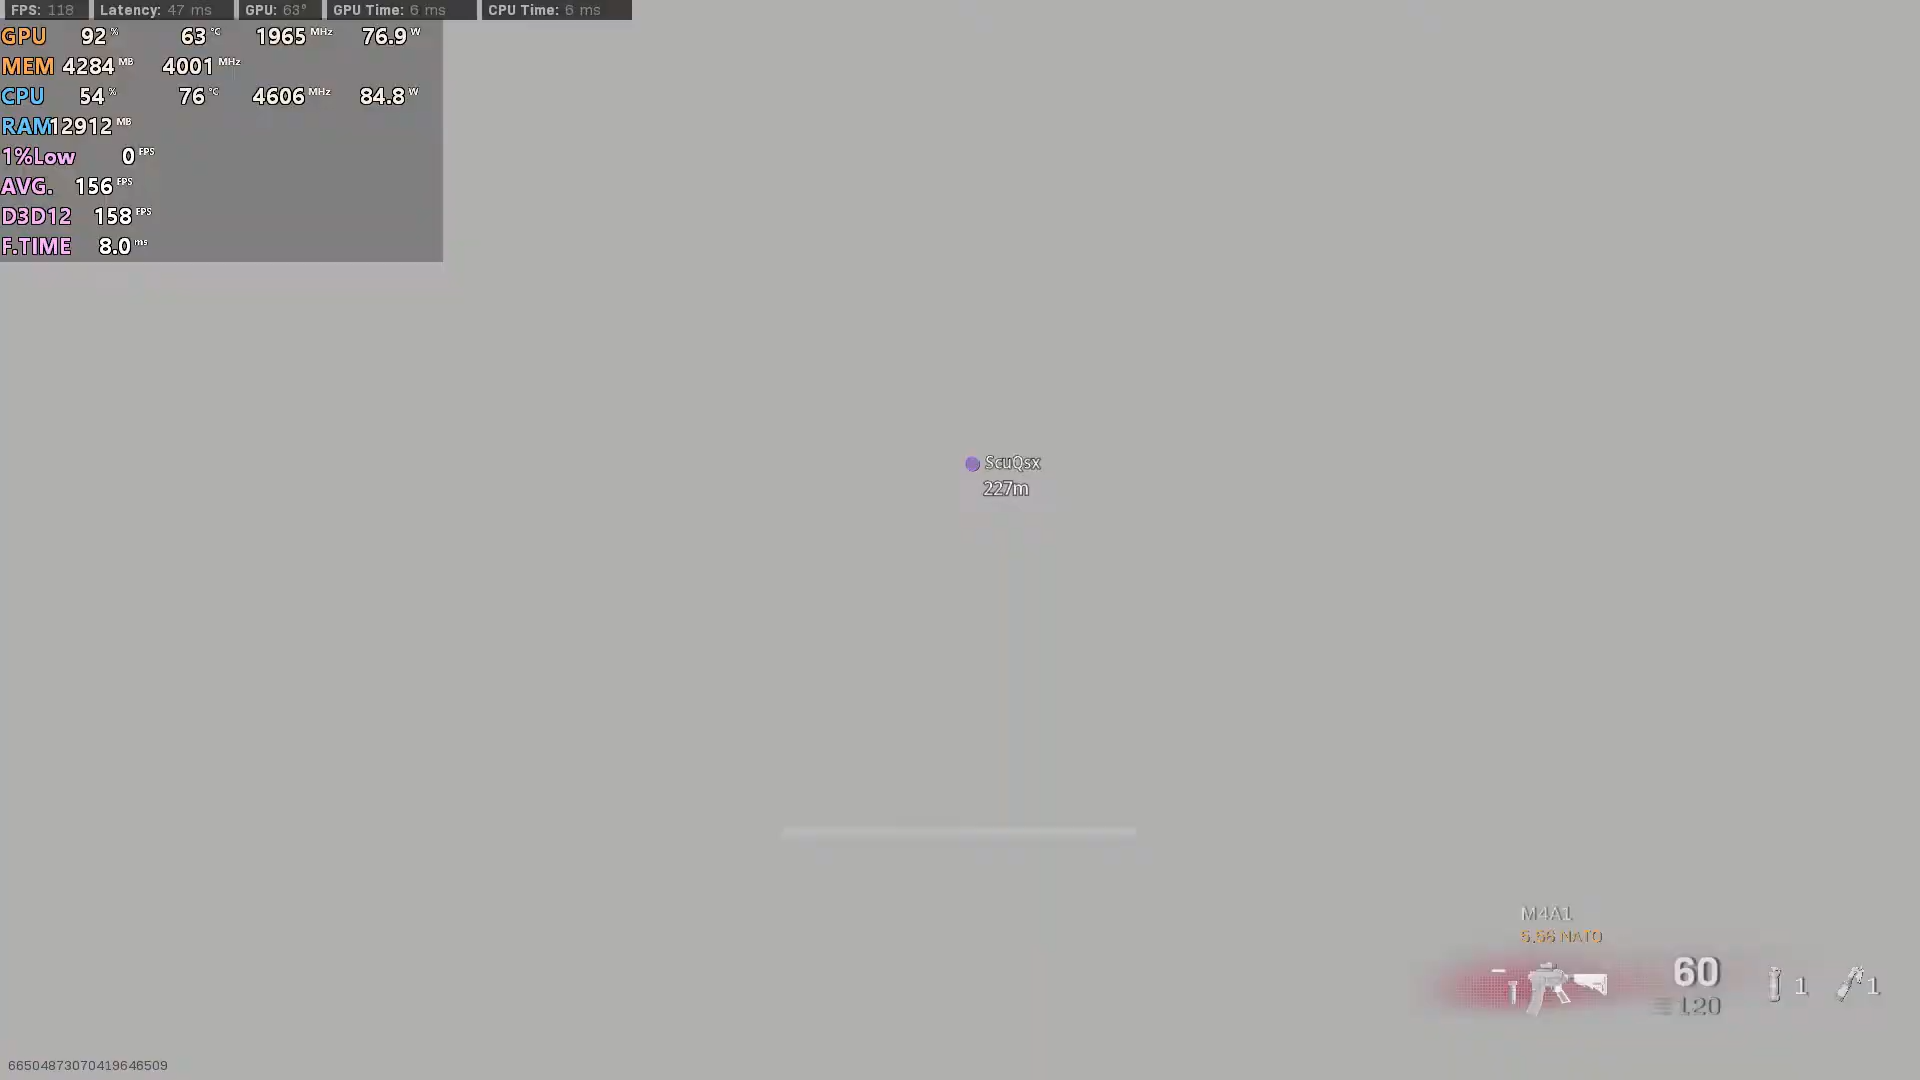 FPS: 118 Latency: 47 ms GPU: 63° GPU Time: 6 ms CPU Time: 6 ms
GPU 92 % 63 °C 1965 MHz 76.9 W
MEM 4284 MB 4001 MHz
CPU 54 % 76 °C 4606 MHz 84.8 W
RAM 12912 MB
1%Low 0 FPS
AVG. 156 FPS
D3D12 158 FPS
F.TIME 8.0 ms
ScuQsx
227m
M4A1
5.56 NATO
60
120
1
1
66504873070419646509